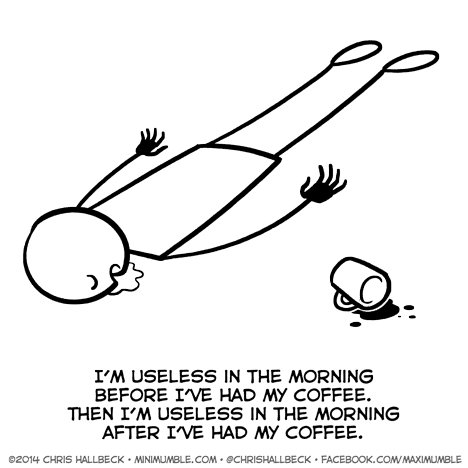 I'M USELESS IN THE MORNING
BEFORE I'VE HAD MY COFFEE.
THEN I'M USELESS IN THE MORNING
AFTER I'VE HAD MY COFFEE.
©2014 CHRIS HALLBECK • MINIMUMBLE.COM • @CHRISHALLBECK • FACEBOOK.COM/MAXIMUMBLE